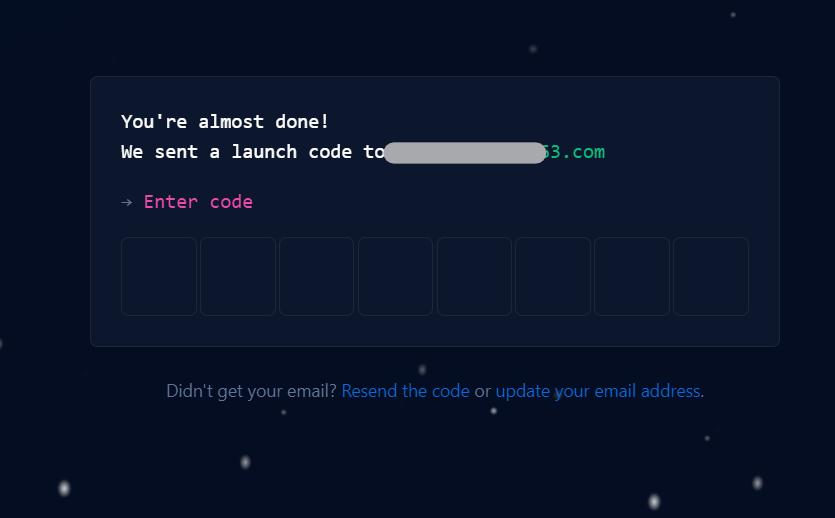 You're almost done!
We sent a launch code to 53.com
→ Enter code
Didn't get your email? Resend the code or update your email address.